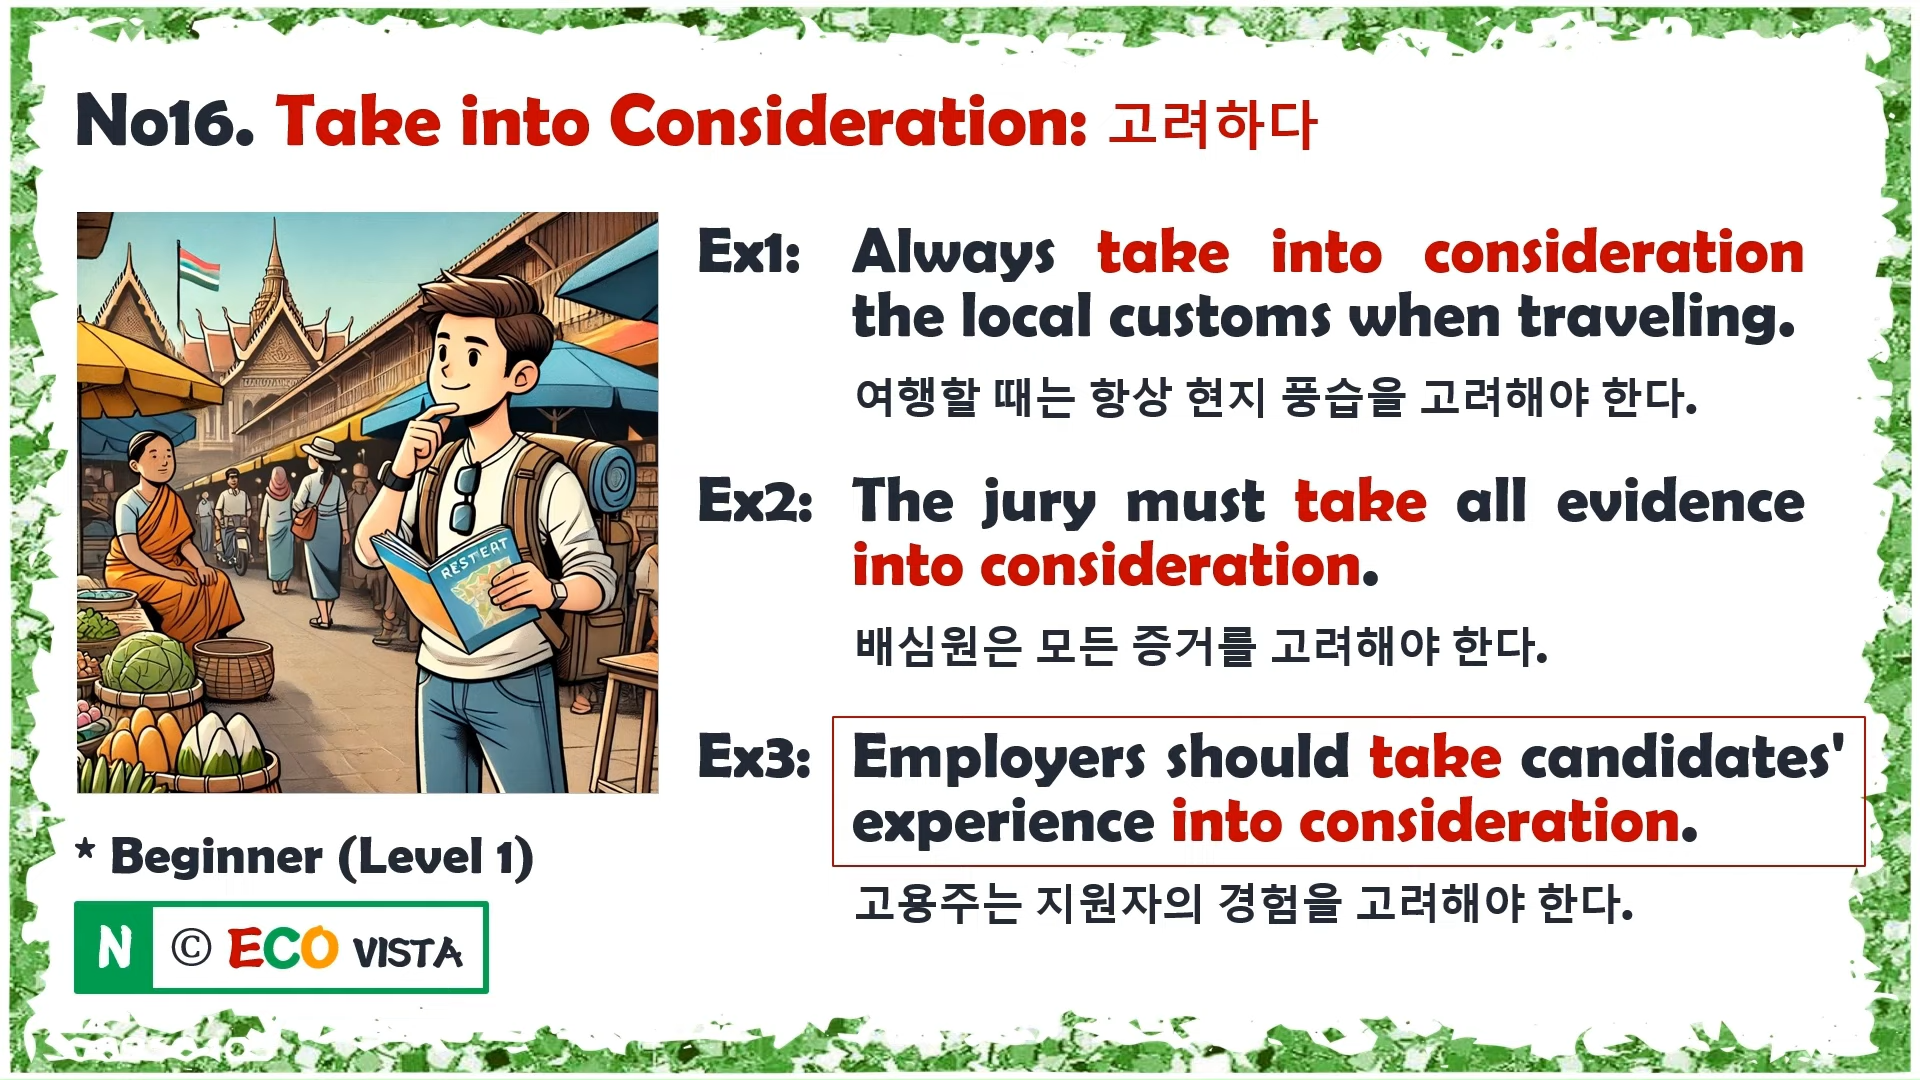 No16. Take into Consideration: 고려하다
Ex1: Always take into consideration
the local customs when traveling.
여행할 때는 항상 현지 풍습을 고려해야 한다.
Ex2: The jury must take all evidence
into consideration.
배심원은 모든 증거를 고려해야 한다.
Ex3: Employers should take candidates'
experience into consideration.
고용주는 지원자의 경험을 고려해야 한다.
RESTEAT
* Beginner (Level 1)
N © ECO VISTA